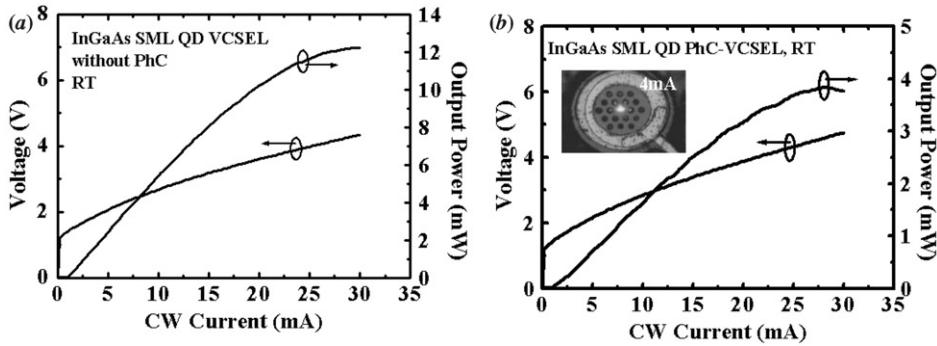 (a)
InGaAs SML QD VCSEL
without PhC
RT
Voltage (V)
8
6
4
2
0
Output Power (mW)
14
12
10
8
6
4
2
0
0 5 10 15 20 25 30 35
CW Current (mA)
(b)
InGaAs SML QD PhC-VCSEL, RT
4mA
Voltage (V)
8
6
4
2
0
Output Power (mW)
5
4
3
2
1
0
0 5 10 15 20 25 30 35
CW Current (mA)